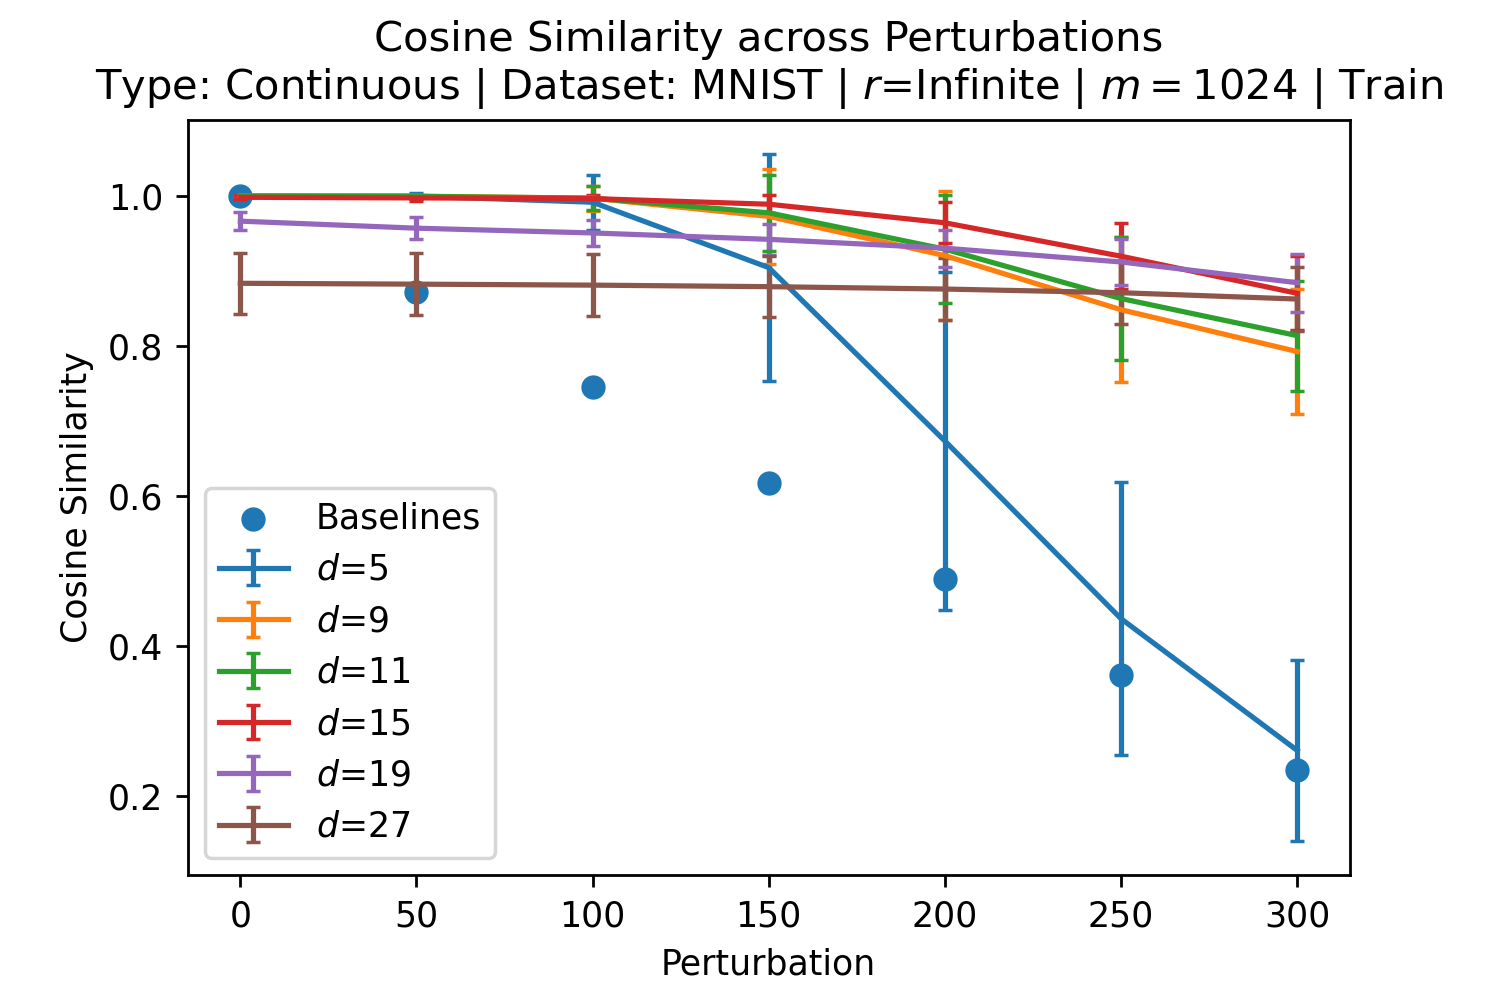 Cosine Similarity across Perturbations
Type: Continuous | Dataset: MNIST | r=Infinite | m = 1024 | Train
Cosine Similarity
1.0
0.8
0.6
0.4
0.2
Baselines
d=5
d=9
d=11
d=15
d=19
d=27
0 50 100 150 200 250 300
Perturbation